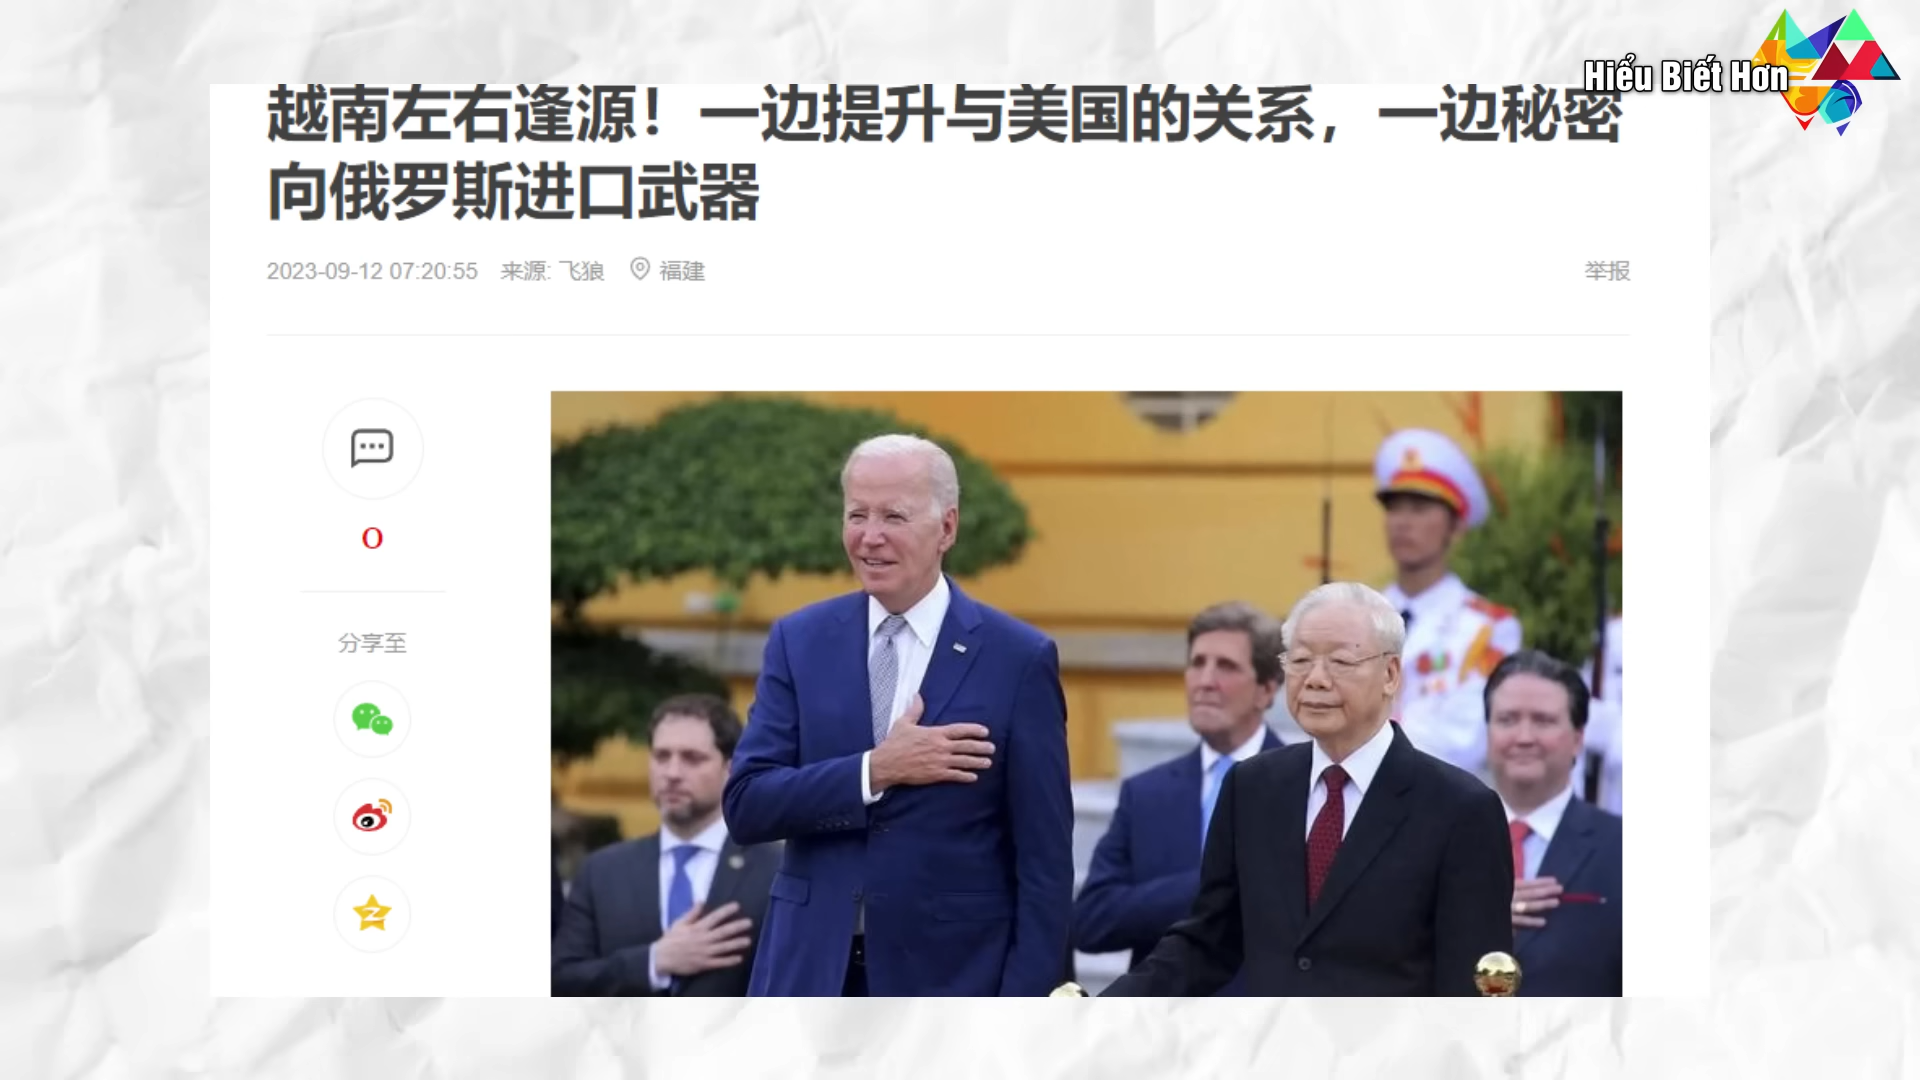 Hiểu Biết Hơn
越南左右逢源！一边提升与美国的关系，一边秘密
向俄罗斯进口武器
2023-09-12 07:20:55 来源: 飞狼 福建
举报
0
分享至